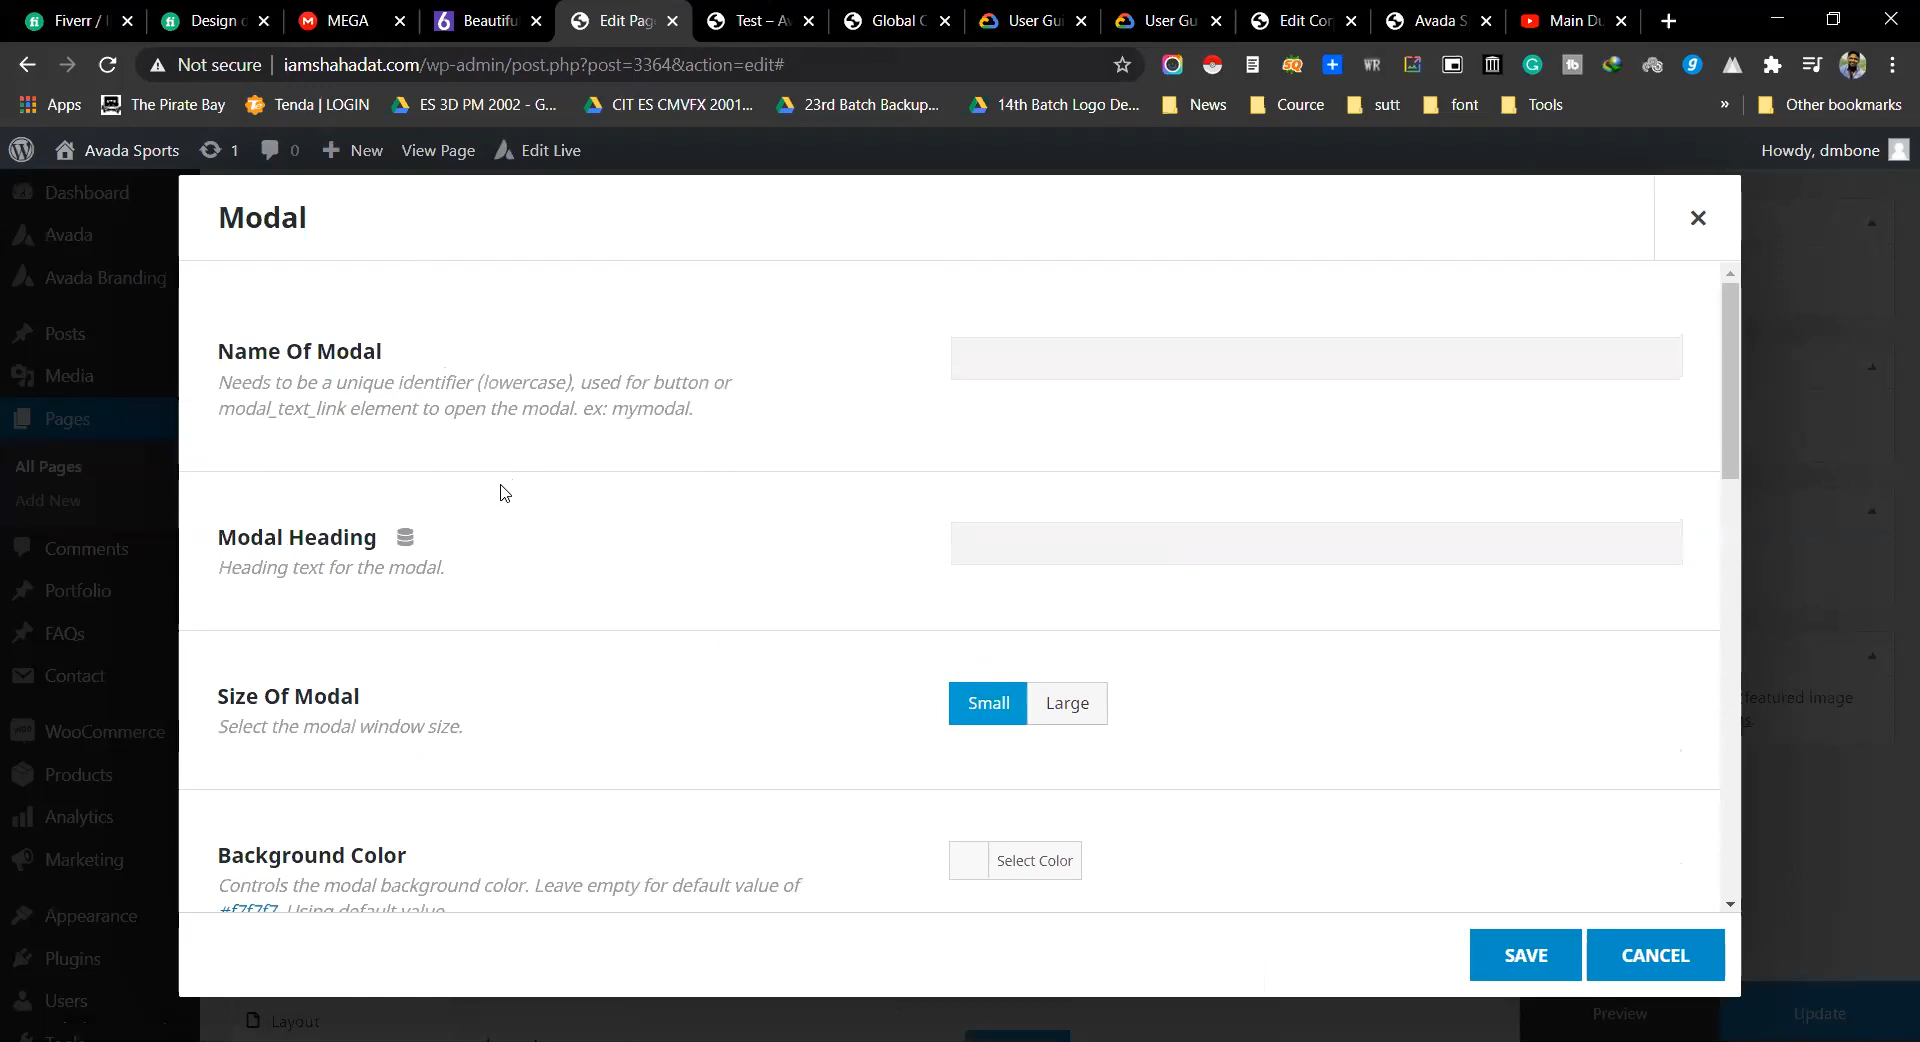 Fiverr /
Design c
MEGA
Beautifu
Edit Pag
Test – Av
Global C
User Gu
User Gu
Edit Cor
Avada S
Main Du
Not secure
iamshahadat.com/wp-admin/post.php?post=3364&action=edit#
Apps
The Pirate Bay
Tenda | LOGIN
ES 3D PM 2002 - G...
CIT ES CMVFX 2001...
23rd Batch Backup...
14th Batch Logo De...
News
Cource
sutt
font
Tools
»
Other bookmarks
Avada Sports
1
0
New
View Page
Edit Live
Howdy, dmbone
Dashboard
Avada
Avada Branding
Posts
Media
Pages
All Pages
Add New
Comments
Portfolio
FAQs
Contact
WooCommerce
Products
Analytics
Marketing
Appearance
Plugins
Users
Modal
Name Of Modal
Needs to be a unique identifier (lowercase), used for button or
modal_text_link element to open the modal. ex: mymodal.
Modal Heading
Heading text for the modal.
Size Of Modal
Select the modal window size.
Small
Large
Background Color
Controls the modal background color. Leave empty for default value of
#f7f7f7. Using default value.
Select Color
SAVE
CANCEL
featured image
Layout
Preview
Update